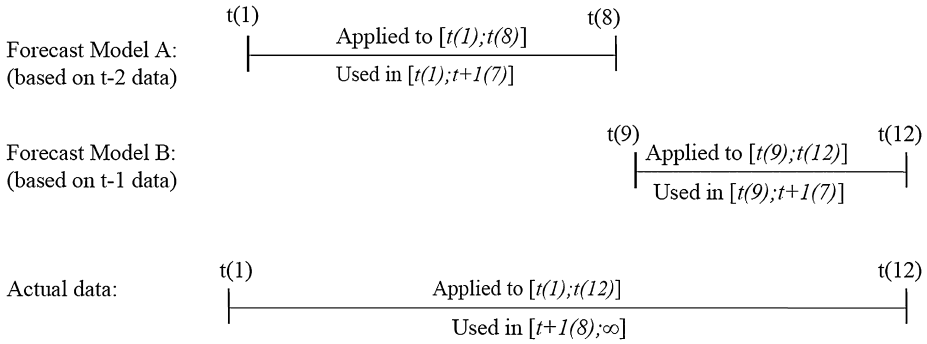 t(1)
t(8)
Forecast Model A:
(based on t-2 data)
Applied to [t(1);t(8)]
Used in [t(1);t+1(7)]
t(9)
t(12)
Forecast Model B:
(based on t-1 data)
Applied to [t(9);t(12)]
Used in [t(9);t+1(7)]
t(1)
t(12)
Actual data:
Applied to [t(1);t(12)]
Used in [t+1(8);∞]